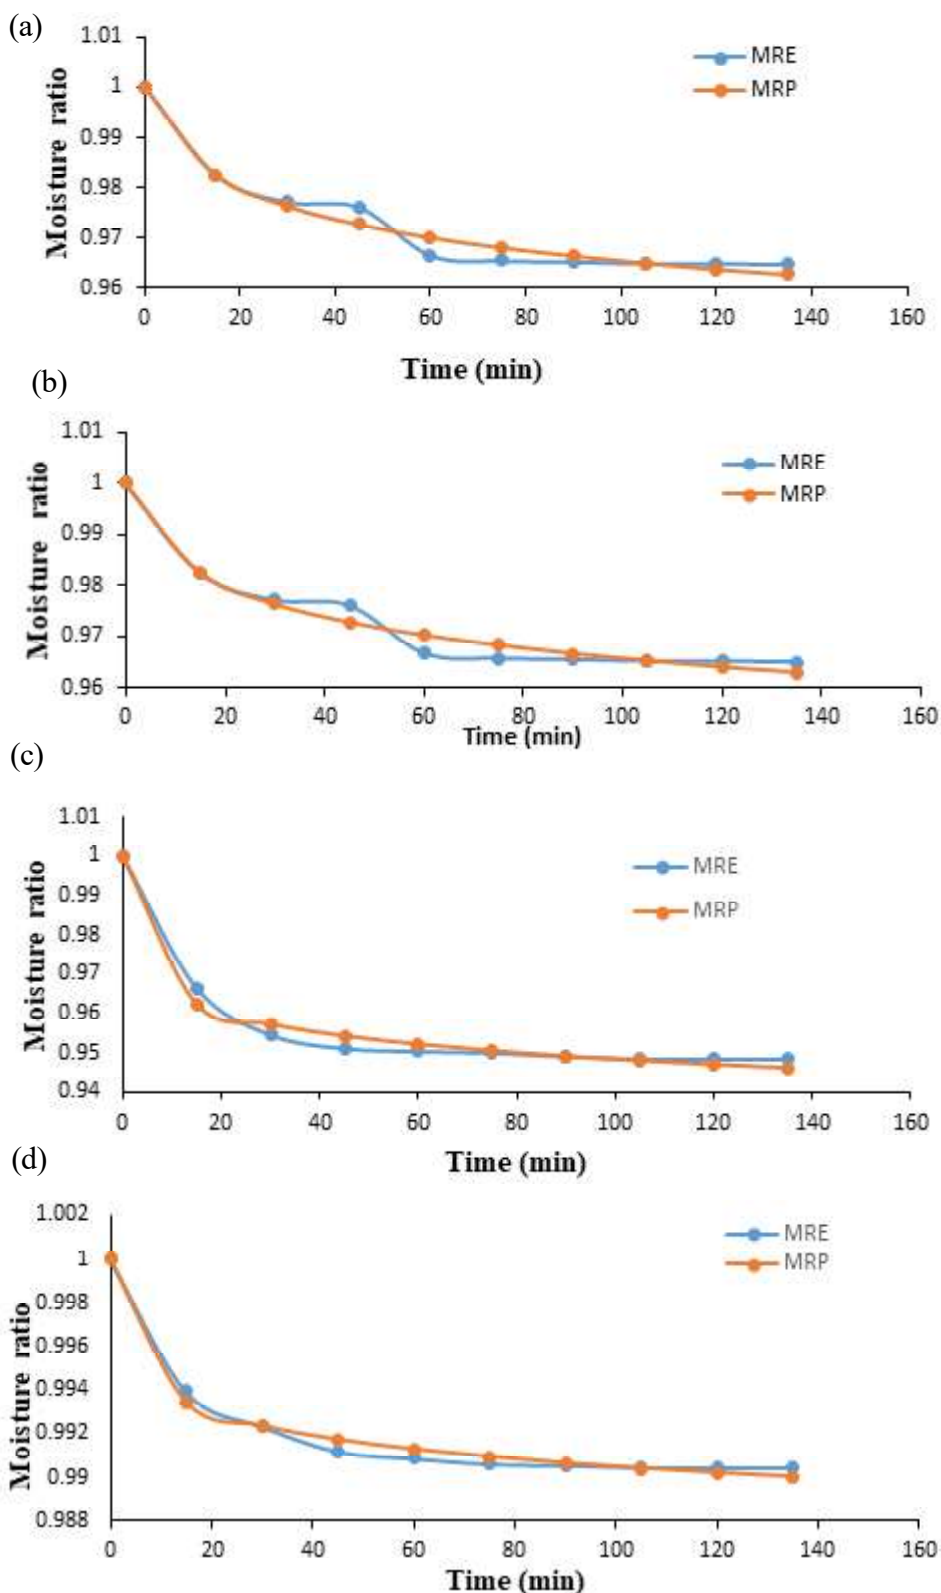 (a)
1.01
1
0.99
0.98
0.97
0.96
Moisture ratio
MRE
MRP
0 20 40 60 80 100 120 140 160
Time (min)
(b)
1.01
1
0.99
0.98
0.97
0.96
Moisture ratio
MRE
MRP
0 20 40 60 80 100 120 140 160
Time (min)
(c)
1.01
1
0.99
0.98
0.97
0.96
0.95
0.94
Moisture ratio
MRE
MRP
0 20 40 60 80 100 120 140 160
Time (min)
(d)
1.002
1
0.998
0.996
0.994
0.992
0.99
0.988
Moisture ratio
MRE
MRP
0 20 40 60 80 100 120 140 160
Time (min)